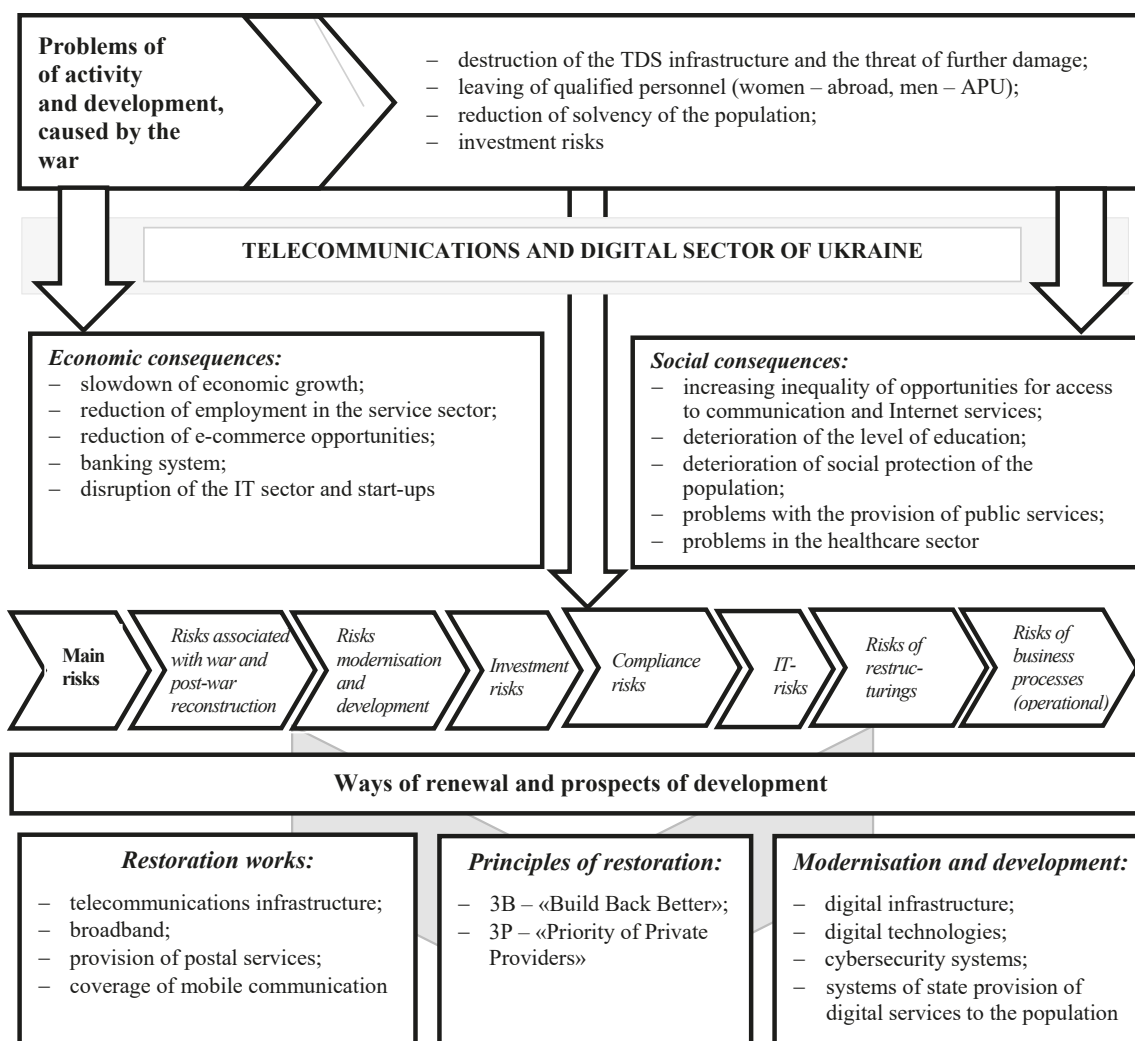 Problems of
of activity
and development,
caused by the
war
– destruction of the TDS infrastructure and the threat of further damage;
– leaving of qualified personnel (women – abroad, men – APU);
– reduction of solvency of the population;
– investment risks
TELECOMMUNICATIONS AND DIGITAL SECTOR OF UKRAINE
Economic consequences:
– slowdown of economic growth;
– reduction of employment in the service sector;
– reduction of e-commerce opportunities;
– banking system;
– disruption of the IT sector and start-ups
Social consequences:
– increasing inequality of opportunities for access
to communication and Internet services;
– deterioration of the level of education;
– deterioration of social protection of the
population;
– problems with the provision of public services;
– problems in the healthcare sector
Main
risks
Risks associated
with war and
post-war
reconstruction
Risks
modernisation
and
development
Investment
risks
Compliance
risks
IT-
risks
Risks of
restruc-
turings
Risks of
business
processes
(operational)
Ways of renewal and prospects of development
Restoration works:
– telecommunications infrastructure;
– broadband;
– provision of postal services;
– coverage of mobile communication
Principles of restoration:
– 3B – «Build Back Better»;
– 3P – «Priority of Private
Providers»
Modernisation and development:
– digital infrastructure;
– digital technologies;
– cybersecurity systems;
– systems of state provision of
digital services to the population